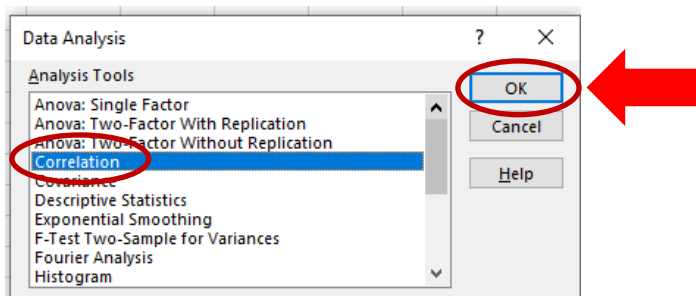 Data Analysis ? ×
Analysis Tools
OK
Anova: Single Factor
Anova: Two-Factor With Replication
Cancel
Anova: Two-Factor Without Replication
Correlation
Covariance
Help
Descriptive Statistics
Exponential Smoothing
F-Test Two-Sample for Variances
Fourier Analysis
Histogram